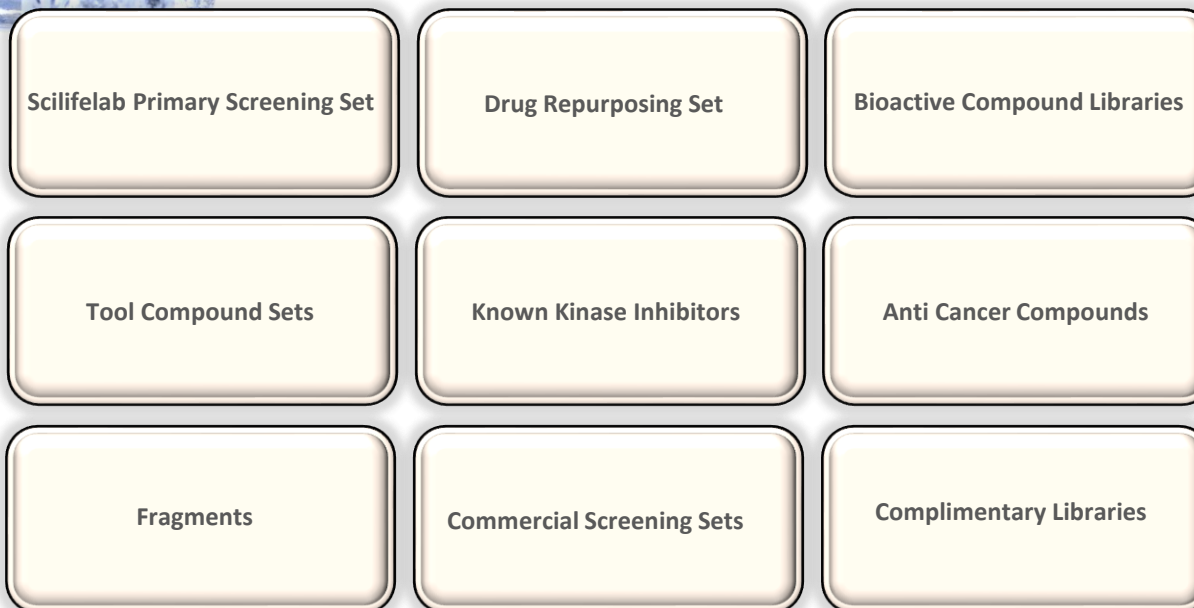 Scilifelab Primary Screening Set
Drug Repurposing Set
Bioactive Compound Libraries
Tool Compound Sets
Known Kinase Inhibitors
Anti Cancer Compounds
Fragments
Commercial Screening Sets
Complimentary Libraries